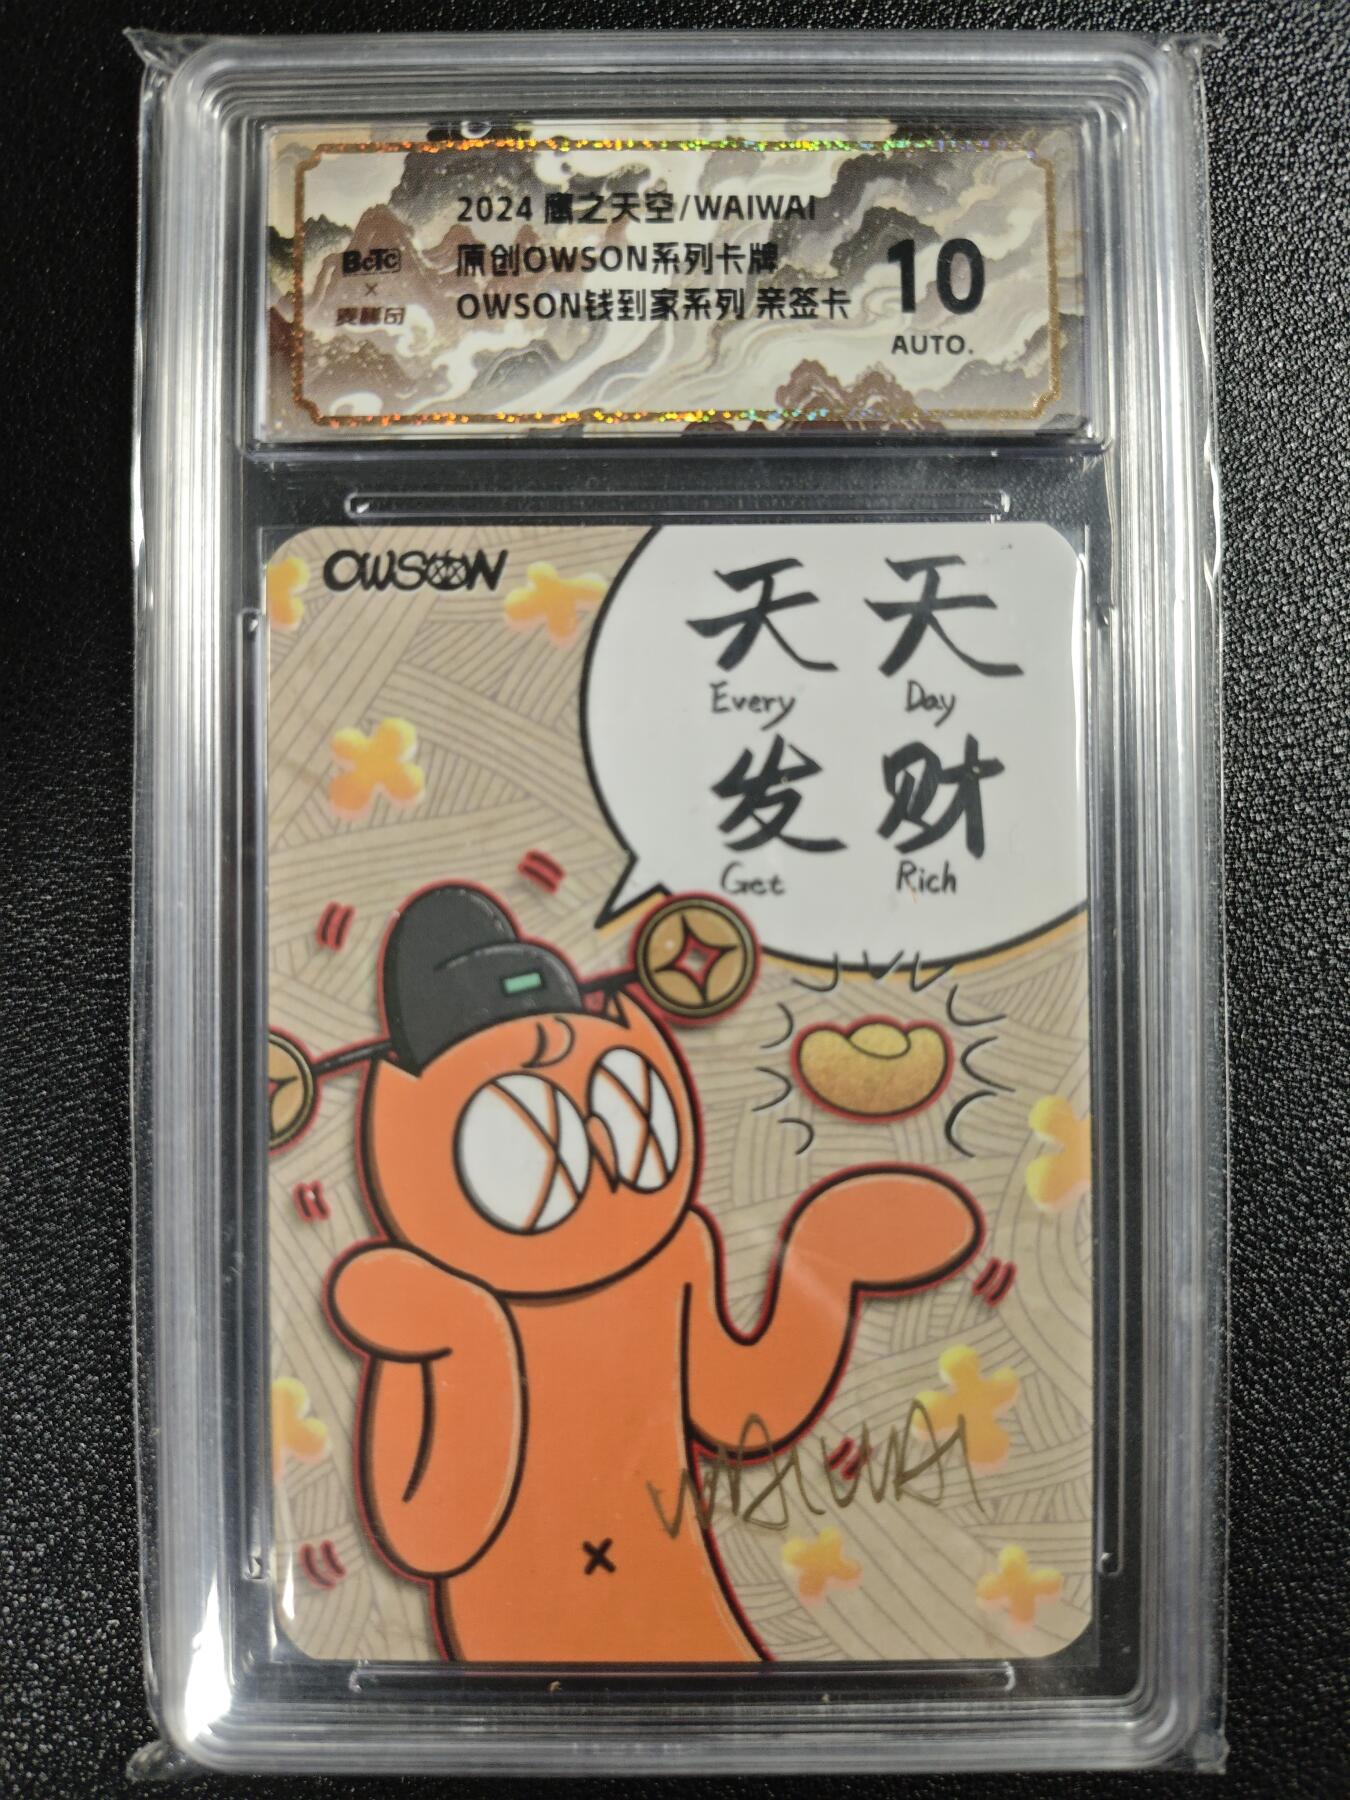 2024 鹰之天空/WAIWAI
原创OWSON系列卡牌
OWSON钱到家系列 亲签卡
BCTC
×
10
AUTO.
OWSON
天 天
Every Day
发 财
Get Rich
WAIWAI